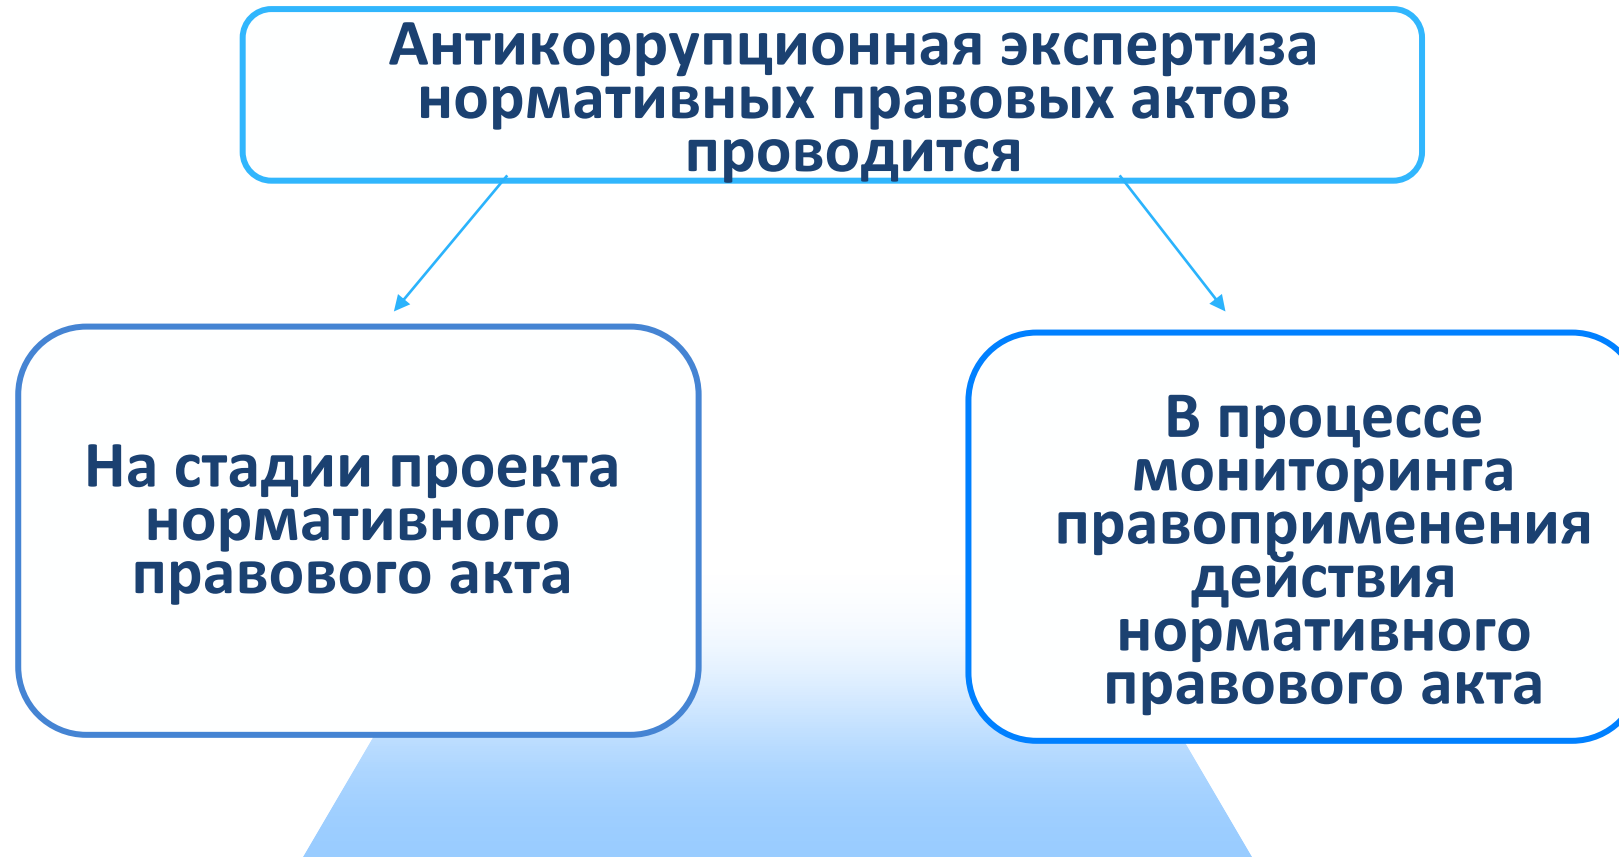 Антикоррупционная экспертиза
нормативных правовых актов
проводится
На стадии проекта
нормативного
правового акта
В процессе
мониторинга
правоприменения
действия
нормативного
правового акта